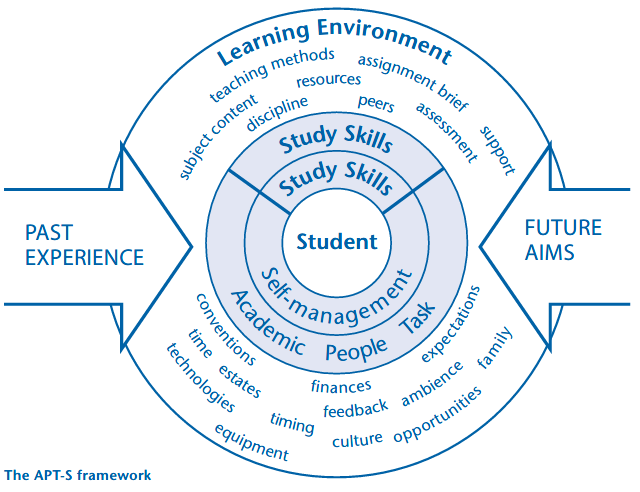 Learning Environment
teaching methods
assignment brief
resources
subject content
discipline
peers
assessment
support
Study Skills
Study Skills
PAST
EXPERIENCE
Student
FUTURE
AIMS
Self-management
Academic People Task
conventions
expectations
time
estates
family
technologies
finances
ambience
feedback
opportunities
timing
culture
equipment
The APT-S framework